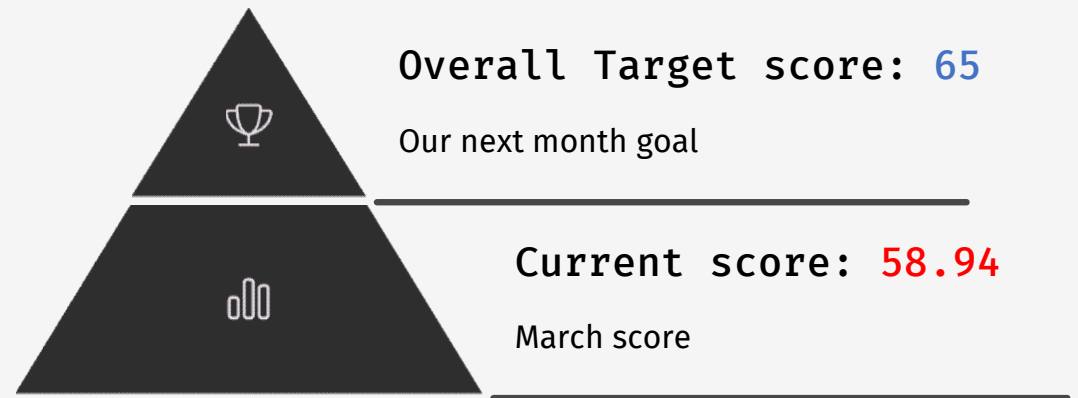 Overall Target score: 65
Our next month goal
Current score: 58.94
March score